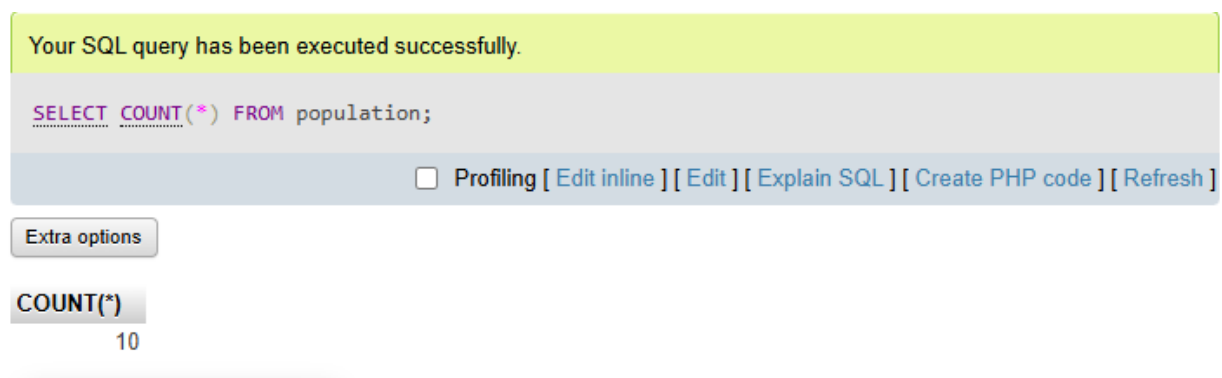 Your SQL query has been executed successfully.
SELECT COUNT(*) FROM population;
Profiling [ Edit inline ] [ Edit ] [ Explain SQL ] [ Create PHP code ] [ Refresh ]
Extra options
COUNT(*)
10